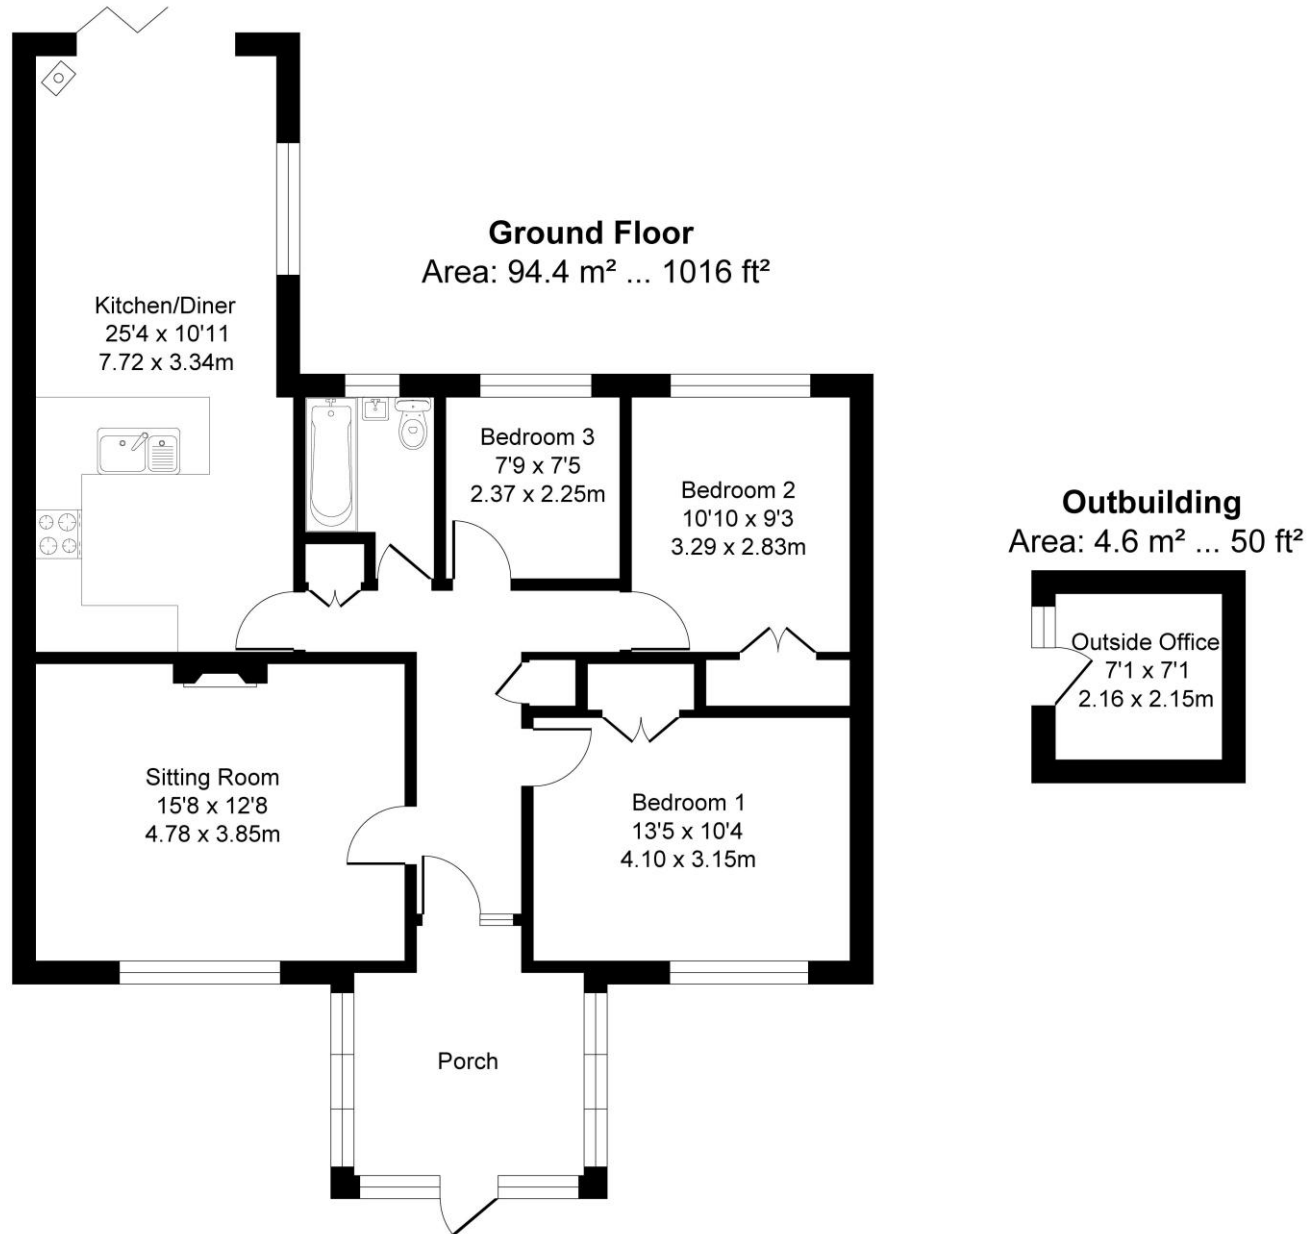 Ground Floor
Area: 94.4 m² ... 1016 ft²
Kitchen/Diner
25'4 x 10'11
7.72 x 3.34m
Bedroom 3
7'9 x 7'5
2.37 x 2.25m
Bedroom 2
10'10 x 9'3
3.29 x 2.83m
Outbuilding
Area: 4.6 m² ... 50 ft²
Outside Office
7'1 x 7'1
2.16 x 2.15m
Sitting Room
15'8 x 12'8
4.78 x 3.85m
Bedroom 1
13'5 x 10'4
4.10 x 3.15m
Porch